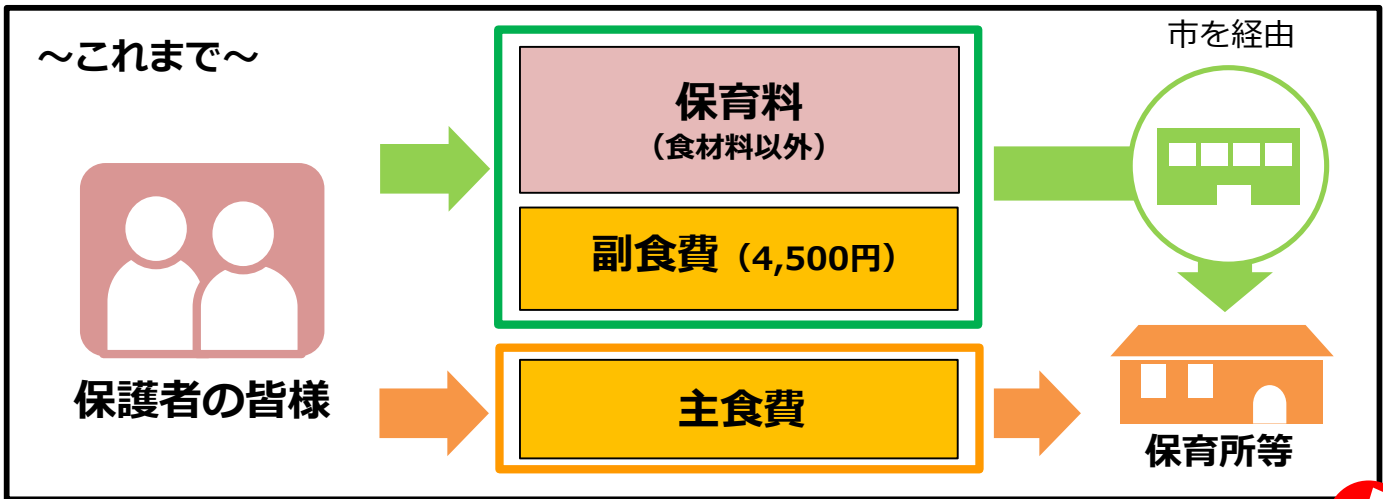 ～これまで～
市を経由
保育料
（食材料以外）
副食費（4,500円）
保護者の皆様
主食費
保育所等